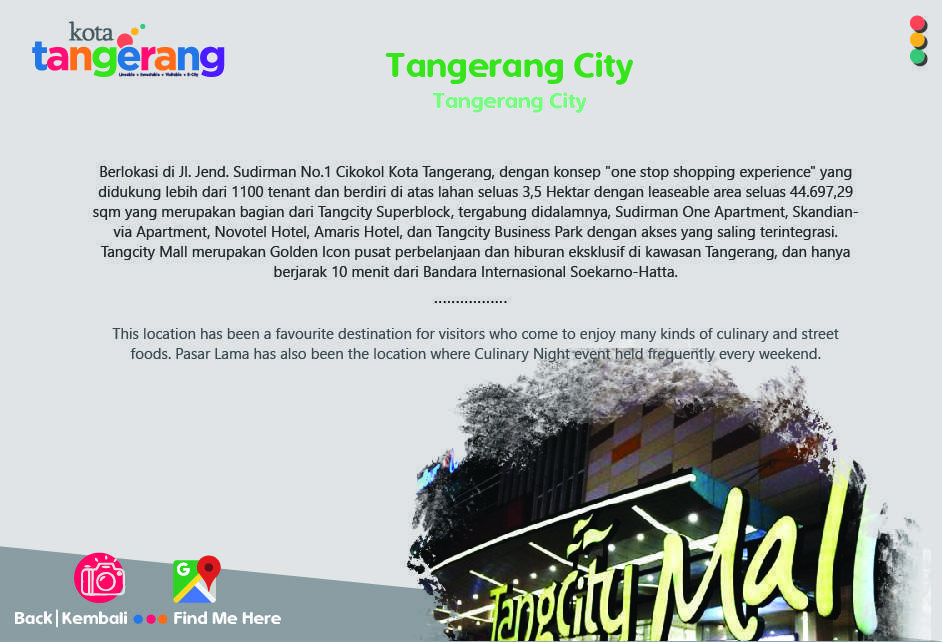 kota
tangerang
Liveable • Investable • Visitable • E-City
Tangerang City
Tangerang City
Berlokasi di Jl. Jend. Sudirman No.1 Cikokol Kota Tangerang, dengan konsep "one stop shopping experience" yang
didukung lebih dari 1100 tenant dan berdiri di atas lahan seluas 3,5 Hektar dengan leaseable area seluas 44.697,29
sqm yang merupakan bagian dari Tangcity Superblock, tergabung didalamnya, Sudirman One Apartment, Skandian-
via Apartment, Novotel Hotel, Amaris Hotel, dan Tangcity Business Park dengan akses yang saling terintegrasi.
Tangcity Mall merupakan Golden Icon pusat perbelanjaan dan hiburan eksklusif di kawasan Tangerang, dan hanya
berjarak 10 menit dari Bandara Internasional Soekarno-Hatta.
.................
This location has been a favourite destination for visitors who come to enjoy many kinds of culinary and street
foods. Pasar Lama has also been the location where Culinary Night event held frequently every weekend.
Tangcity Mall
G
Back|Kembali
Find Me Here